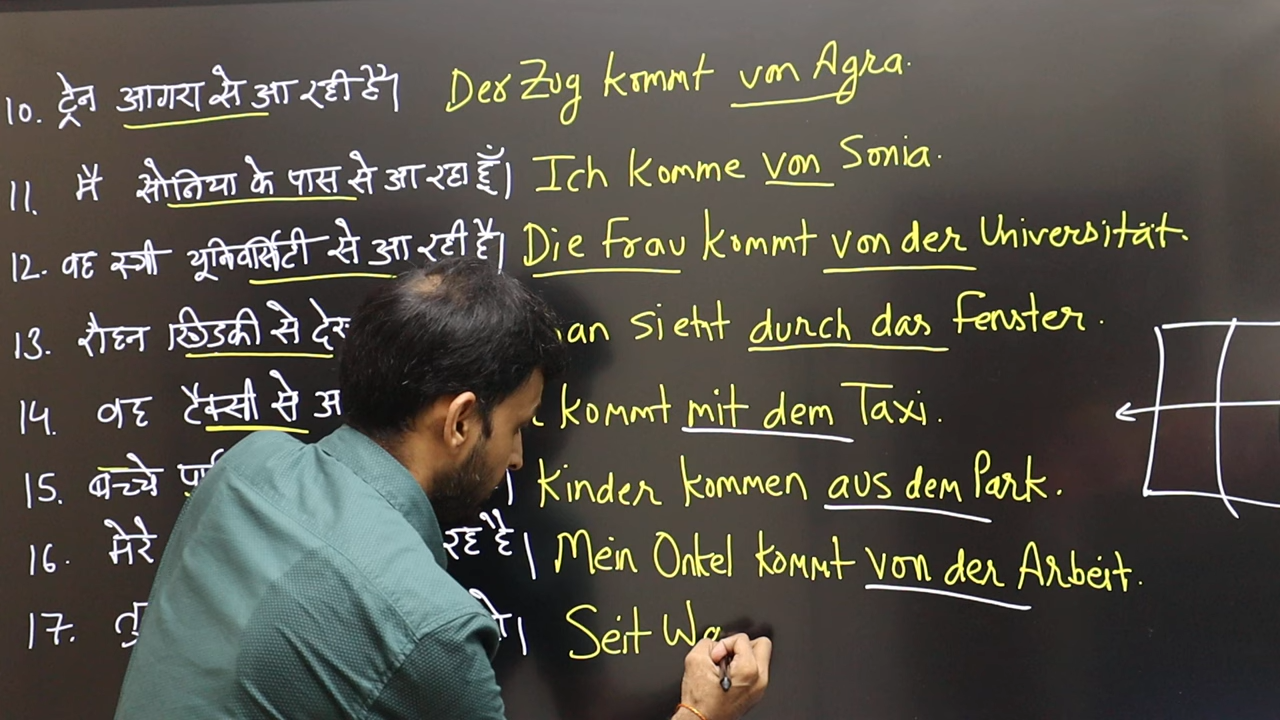 10. ट्रेन आगरा से आ रही है। Der Zug kommt von Agra.
11. मैं सोनिया के पास से आ रहा हूँ। Ich komme von Sonia.
12. वह स्त्री यूनिवर्सिटी से आ रही है। Die Frau kommt von der Universität.
13. रोहन खिडकी से sieht durch das Fenster.
14. वह टैक्सी से kommt mit dem Taxi.
15. बच्चे Kinder kommen aus dem Park.
16. मेरे रहे है। Mein Onkel kommt von der Arbeit.
17. Seit